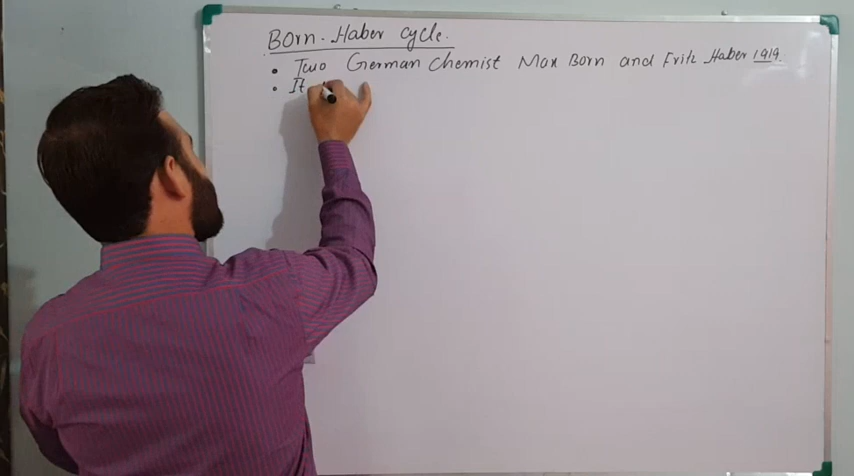 Born-Haber cycle.
• Two German Chemist Max Born and Fritz Haber 1919.
• It